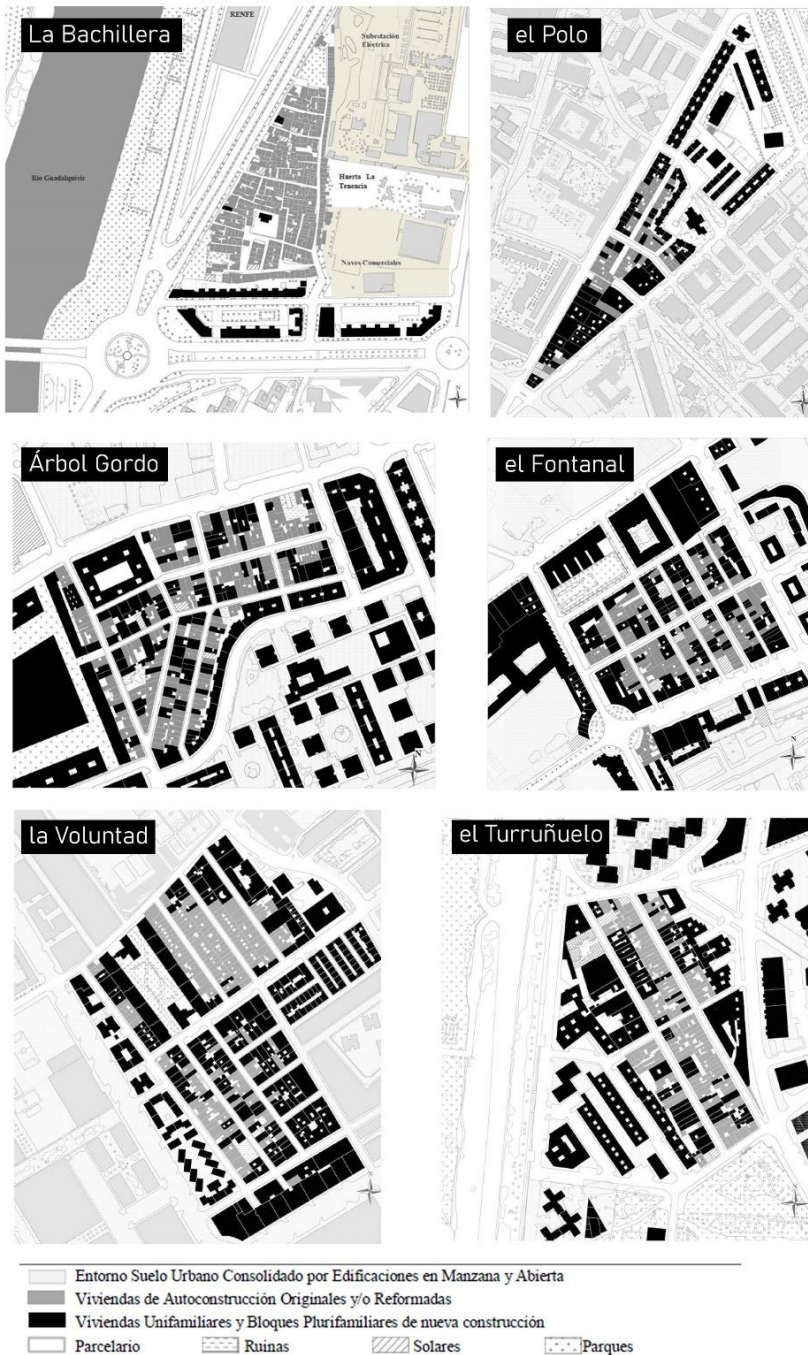 La Bachillera
RENFE
Nubestación
Eléctrica
Río Guadalquivir
Huerta La
Tenencia
Naves Comerciales
N
el Polo
Árbol Gordo
N
el Fontanal
N
la Voluntad
el Turruñuelo
Entorno Suelo Urbano Consolidado por Edificaciones en Manzana y Abierta
Viviendas de Autoconstrucción Originales y/o Reformadas
Viviendas Unifamiliares y Bloques Plurifamiliares de nueva construcción
Parcelario Ruinas Solares Parques